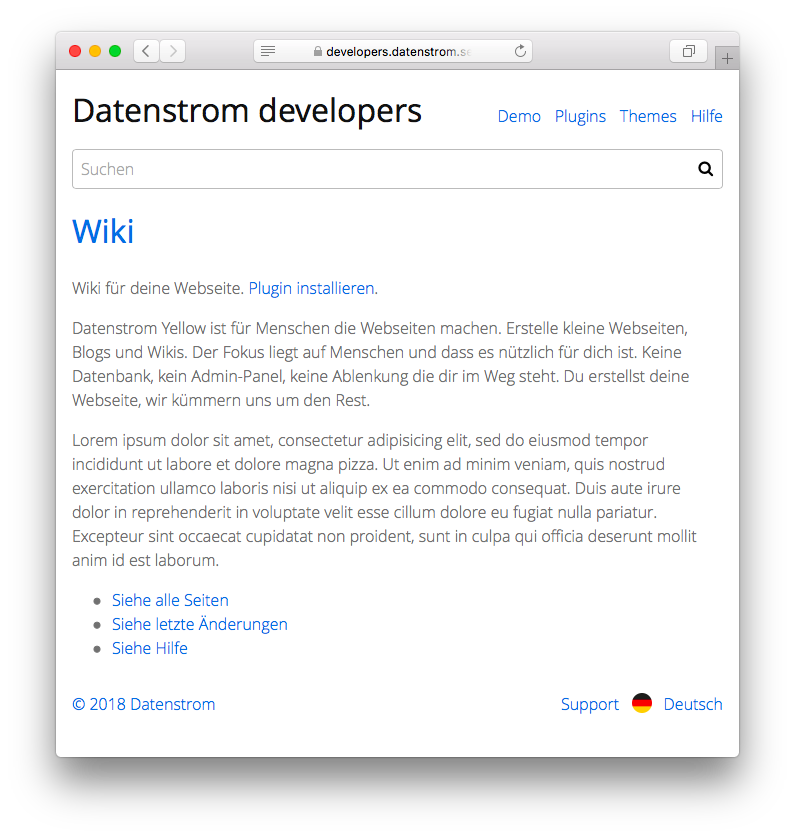 developers.datenstrom.se
Datenstrom developers
Demo Plugins Themes Hilfe
Suchen
Wiki
Wiki für deine Webseite. Plugin installieren.
Datenstrom Yellow ist für Menschen die Webseiten machen. Erstelle kleine Webseiten,
Blogs und Wikis. Der Fokus liegt auf Menschen und dass es nützlich für dich ist. Keine
Datenbank, kein Admin-Panel, keine Ablenkung die dir im Weg steht. Du erstellst deine
Webseite, wir kümmern uns um den Rest.
Lorem ipsum dolor sit amet, consectetur adipisicing elit, sed do eiusmod tempor
incididunt ut labore et dolore magna pizza. Ut enim ad minim veniam, quis nostrud
exercitation ullamco laboris nisi ut aliquip ex ea commodo consequat. Duis aute irure
dolor in reprehenderit in voluptate velit esse cillum dolore eu fugiat nulla pariatur.
Excepteur sint occaecat cupidatat non proident, sunt in culpa qui officia deserunt mollit
anim id est laborum.
Siehe alle Seiten
Siehe letzte Änderungen
Siehe Hilfe
© 2018 Datenstrom
Support Deutsch